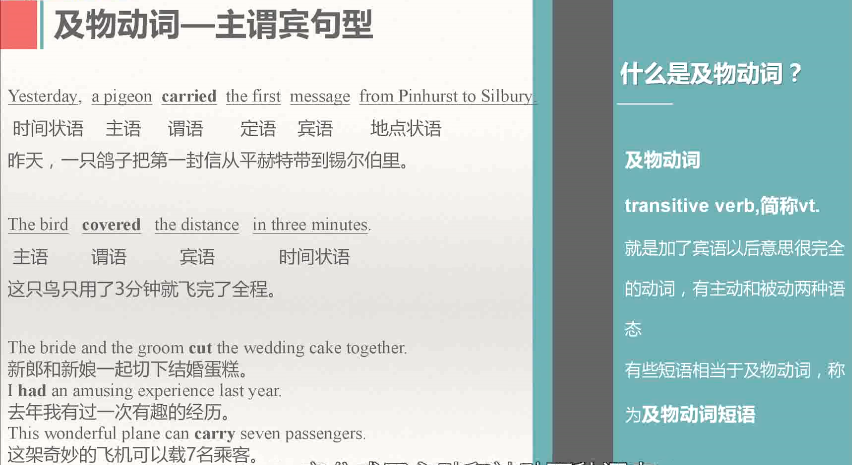 及物动词—主谓宾句型
Yesterday, a pigeon carried the first message from Pinhurst to Silbury.
时间状语 主语 谓语 定语 宾语 地点状语
昨天，一只鸽子把第一封信从平赫特带到锡尔伯里。
The bird covered the distance in three minutes.
主语 谓语 宾语 时间状语
这只鸟只用了3分钟就飞完了全程。
The bride and the groom cut the wedding cake together.
新郎和新娘一起切下结婚蛋糕。
I had an amusing experience last year.
去年我有过一次有趣的经历。
This wonderful plane can carry seven passengers.
这架奇妙的飞机可以载7名乘客。
什么是及物动词？
及物动词
transitive verb,简称vt.
就是加了宾语以后意思很完全
的动词，有主动和被动两种语
态
有些短语相当于及物动词，称
为及物动词短语